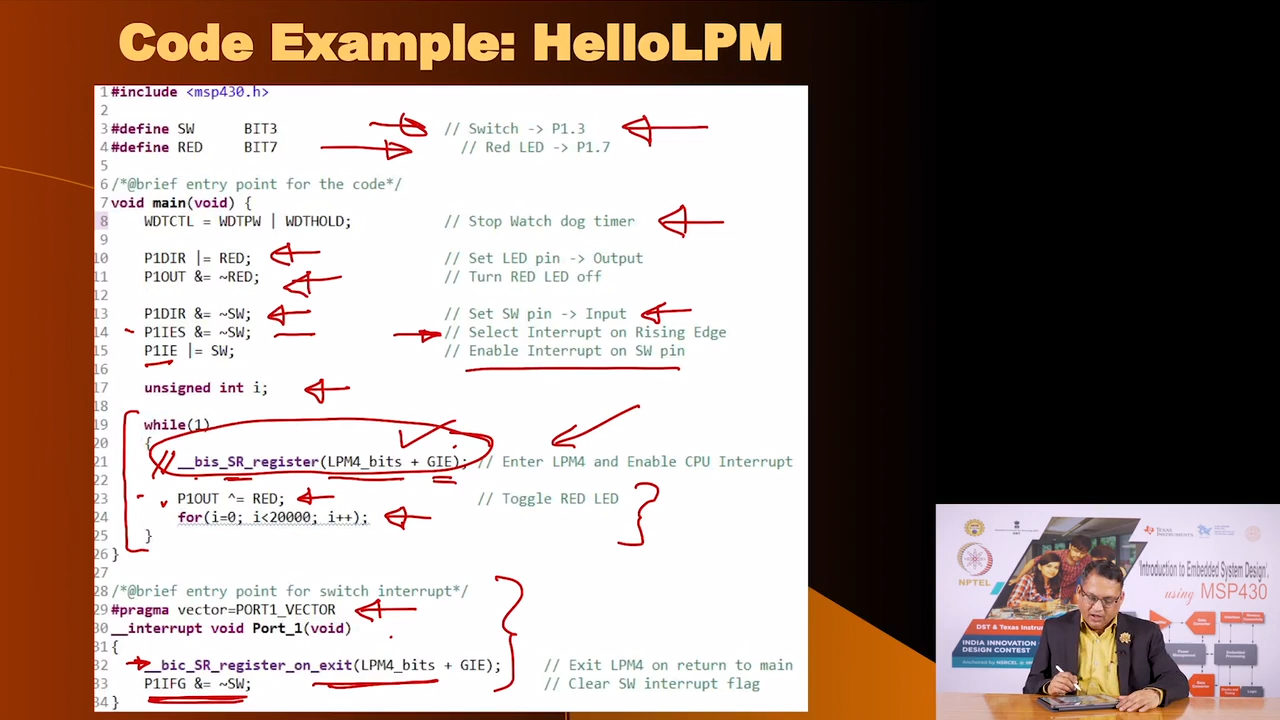 Code Example: HelloLPM
1 #include <msp430.h>
2
3 #define SW BIT3 // Switch -> P1.3
4 #define RED BIT7 // Red LED -> P1.7
5
6 /*@brief entry point for the code*/
7 void main(void) {
8 WDTCTL = WDTPW | WDTHOLD; // Stop Watch dog timer
9
10 P1DIR |= RED; // Set LED pin -> Output
11 P1OUT &= ~RED; // Turn RED LED off
12
13 P1DIR &= ~SW; // Set SW pin -> Input
14 P1IES &= ~SW; // Select Interrupt on Rising Edge
15 P1IE |= SW; // Enable Interrupt on SW pin
16
17 unsigned int i;
18
19 while(1)
20 {
21 __bis_SR_register(LPM4_bits + GIE); // Enter LPM4 and Enable CPU Interrupt
22
23 P1OUT ^= RED; // Toggle RED LED
24 for(i=0; i<20000; i++);
25 }
26 }
27
28 /*@brief entry point for switch interrupt*/
29 #pragma vector=PORT1_VECTOR
30 __interrupt void Port_1(void)
31 {
32 __bic_SR_register_on_exit(LPM4_bits + GIE); // Exit LPM4 on return to main
33 P1IFG &= ~SW; // Clear SW interrupt flag
34 }
TEXAS INSTRUMENTS
NPTEL
'Introduction to Embedded System Design'
using MSP430
DST & Texas Instrum
INDIA INNOVATION
DESIGN CONTEST